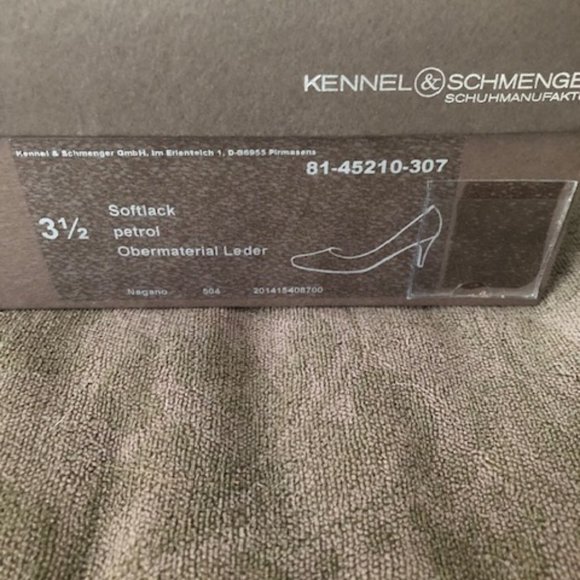 KENNEL & SCHMENGE
SCHUHMANUFAKT
Kennel & Schmenger GmbH, Im Erlenteich 1, D-66955 Pirmasens
81-45210-307
3½
Softlack
petrol
Obermaterial Leder
Nagano 504 201415408700